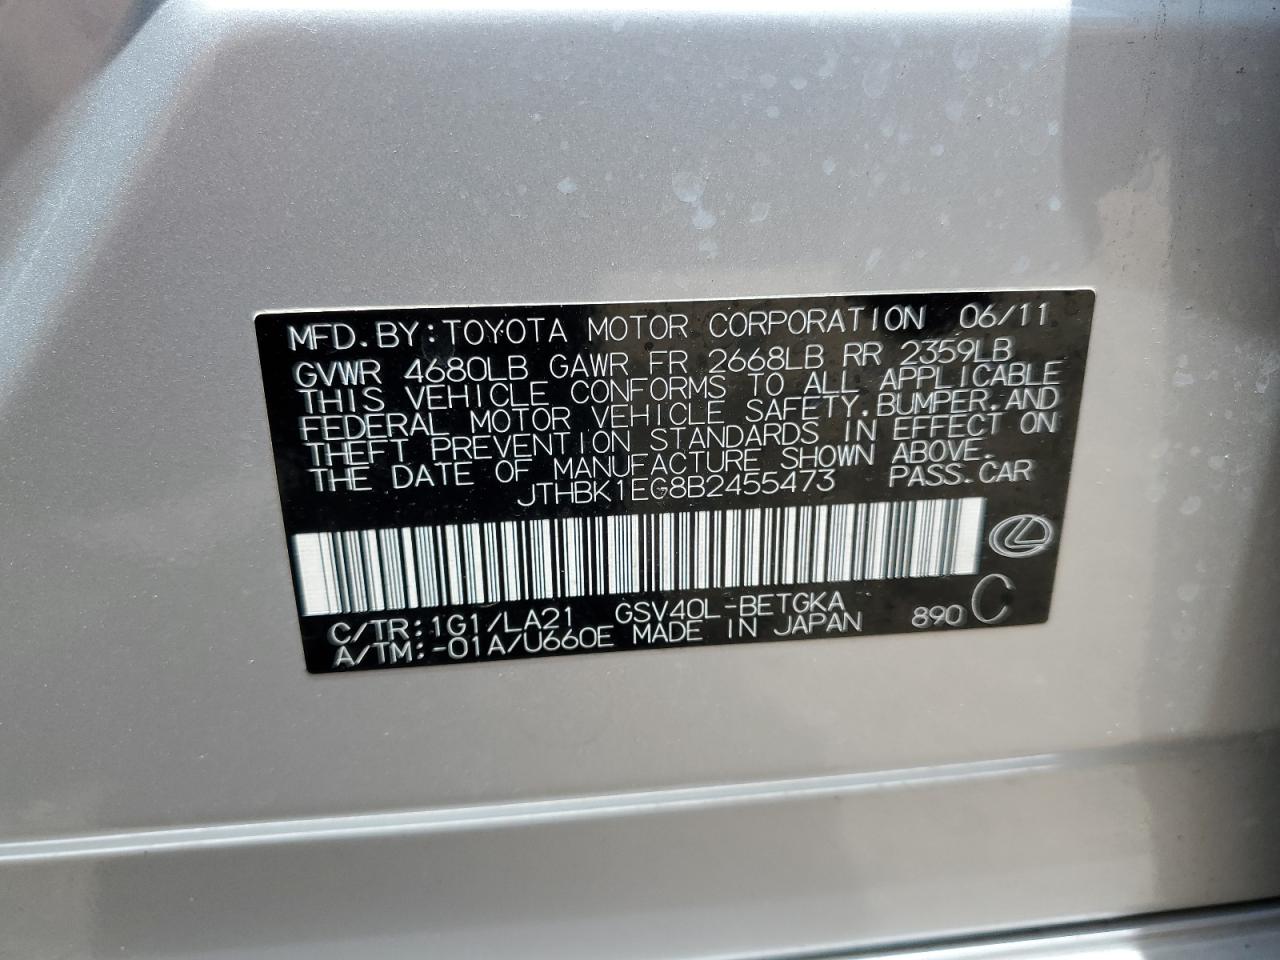 MFD. BY: TOYOTA MOTOR CORPORATION 06/11
GVWR 4680LB GAWR FR 2668LB RR 2359LB
THIS VEHICLE CONFORMS TO ALL APPLICABLE
FEDERAL MOTOR VEHICLE SAFETY, BUMPER, AND
THEFT PREVENTION STANDARDS IN EFFECT ON
THE DATE OF MANUFACTURE SHOWN ABOVE.
JTHBK1EG8B2455473 PASS. CAR
C/TR: 1G1/LA21 GSV40L-BETGKA
A/TM: -01A/U660E MADE IN JAPAN 890 C